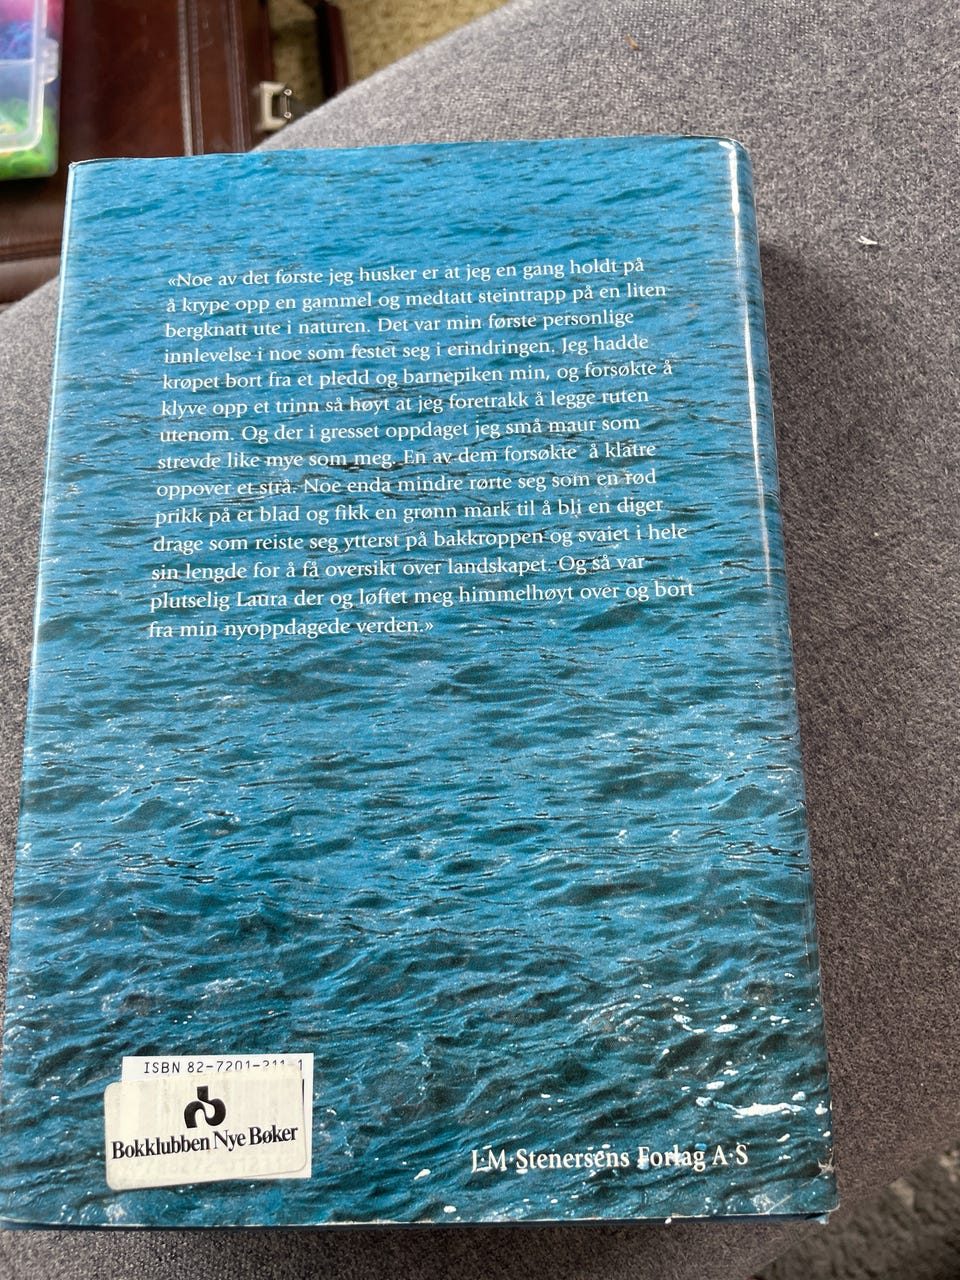 «Noe av det første jeg husker er at jeg en gang holdt på
å krype opp en gammel og medtatt steintrapp på en liten
bergknatt ute i naturen. Det var min første personlige
innlevelse i noe som festet seg i erindringen. Jeg hadde
krøpet bort fra et pledd og barnepiken min, og forsøkte å
klyve opp et trinn så høyt at jeg foretrakk å legge ruten
utenom. Og der i gresset oppdaget jeg små maur som
strevde like mye som meg. En av dem forsøkte å klatre
oppover et strå. Noe enda mindre rørte seg som en rød
prikk på et blad og fikk en grønn mark til å bli en diger
drage som reiste seg ytterst på bakkroppen og svaiet i hele
sin lengde for å få oversikt over landskapet. Og så var
plutselig Laura der og løftet meg himmelhøyt over og bort
fra min nyoppdagede verden.»
ISBN 82-7201-211-1
Bokklubben Nye Bøker
J·M·Stenersens Forlag A·S